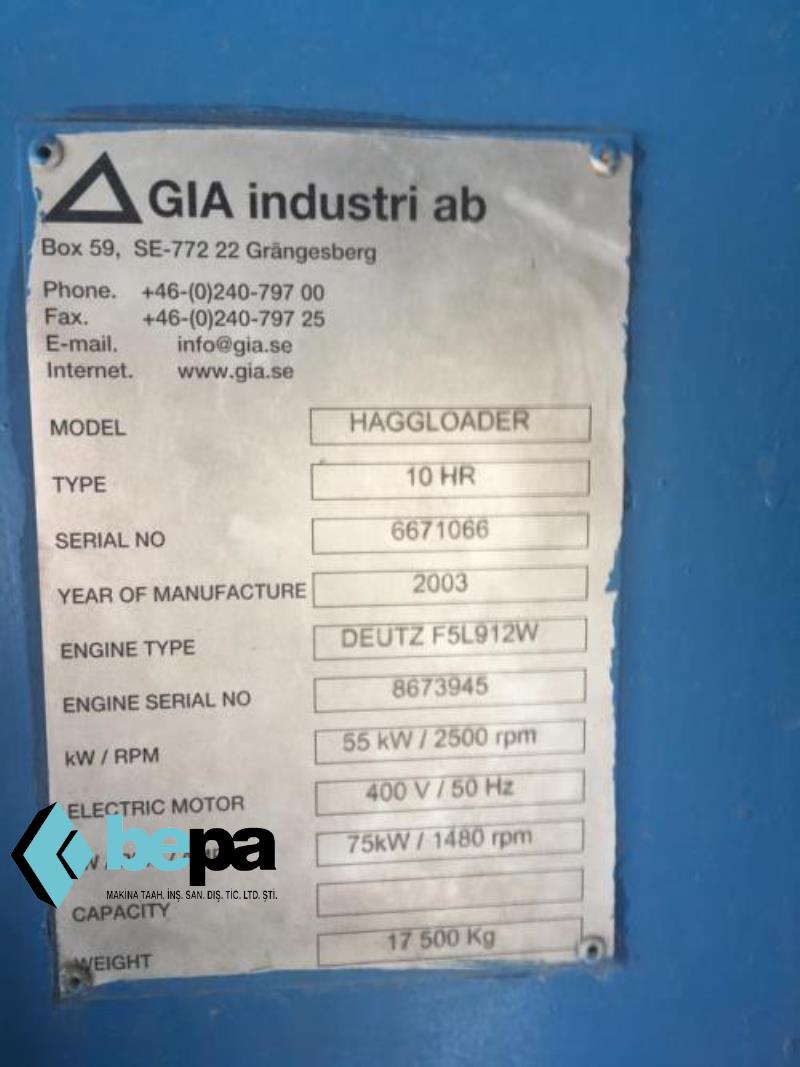 GIA industri ab
Box 59, SE-772 22 Grängesberg
Phone. +46-(0)240-797 00
Fax. +46-(0)240-797 25
E-mail. info@gia.se
Internet. www.gia.se
MODEL HAGGLOADER
TYPE 10 HR
SERIAL NO 6671066
YEAR OF MANUFACTURE 2003
ENGINE TYPE DEUTZ F5L912W
ENGINE SERIAL NO 8673945
kW / RPM 55 kW / 2500 rpm
ELECTRIC MOTOR 400 V / 50 Hz
75kW / 1480 rpm
bepa
MAKINA TAAH. İNŞ. SAN. DIŞ. TİC. LTD. ŞTİ.
CAPACITY
WEIGHT 17 500 Kg